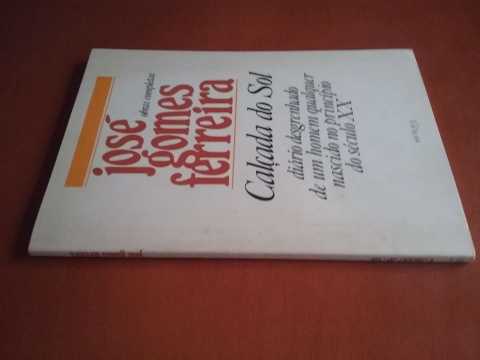 obras completas
josé
gomes
ferreira
Calçada do Sol
diário desgrenhado
de um homem qualquer
nascido no princípio
do século XX